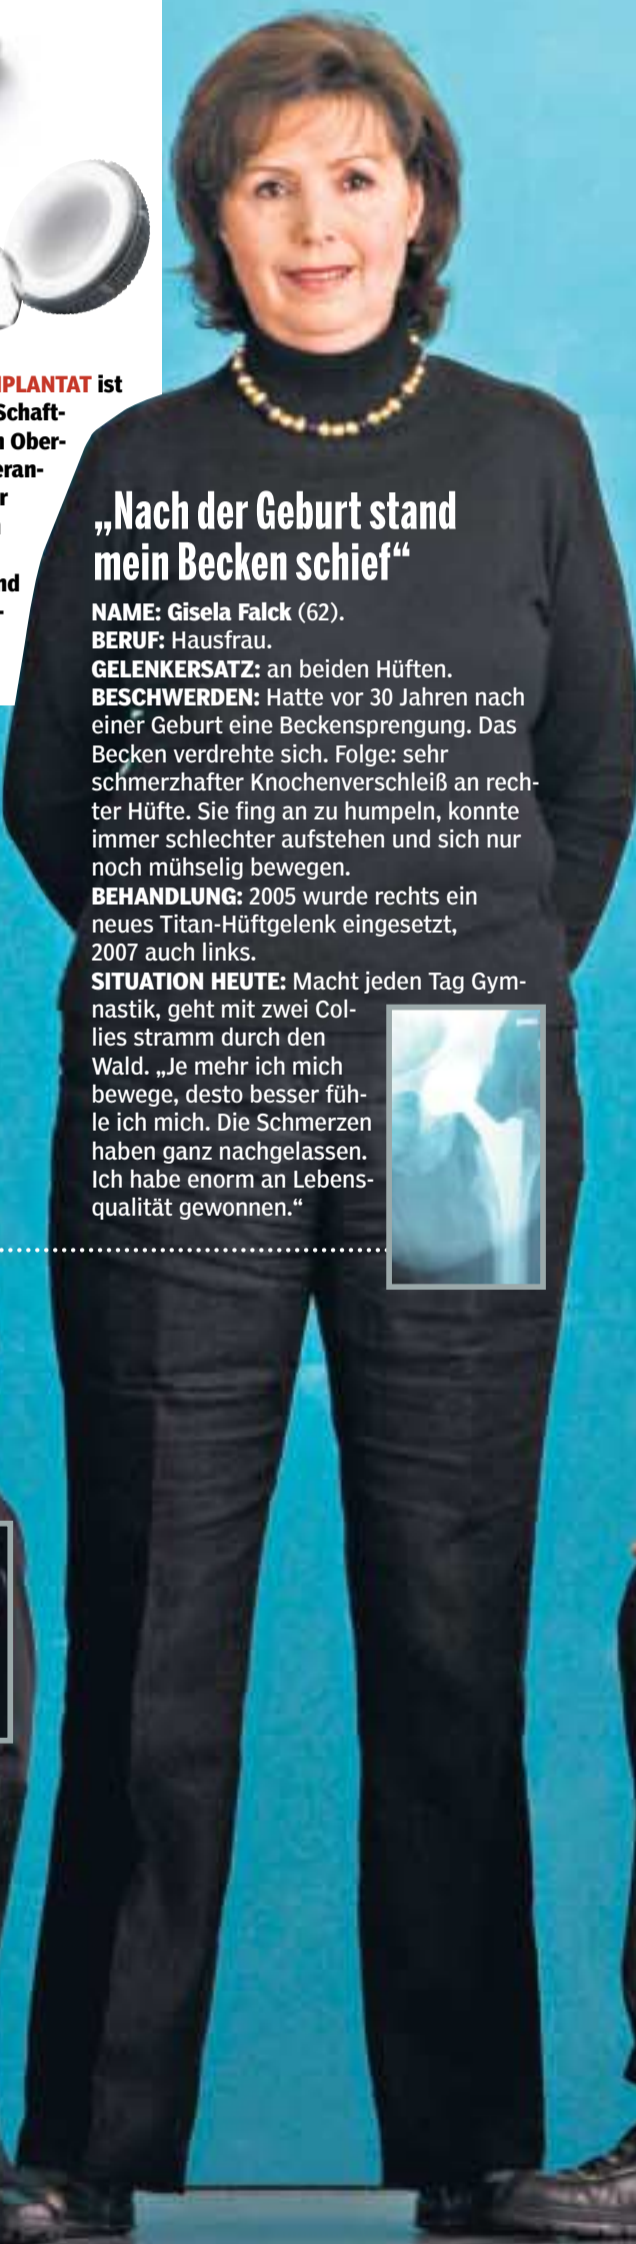 IPLANTAT ist
Schaft-
n Ober-
eran-
r
nd
-
„Nach der Geburt stand
mein Becken schief“
NAME: Gisela Falck (62).
BERUF: Hausfrau.
GELENKERSATZ: an beiden Hüften.
BESCHWERDEN: Hatte vor 30 Jahren nach
einer Geburt eine Beckensprengung. Das
Becken verdrehte sich. Folge: sehr
schmerzhafter Knochenverschleiß an rech-
ter Hüfte. Sie fing an zu humpeln, konnte
immer schlechter aufstehen und sich nur
noch mühselig bewegen.
BEHANDLUNG: 2005 wurde rechts ein
neues Titan-Hüftgelenk eingesetzt,
2007 auch links.
SITUATION HEUTE: Macht jeden Tag Gym-
nastik, geht mit zwei Col-
lies stramm durch den
Wald. „Je mehr ich mich
bewege, desto besser füh-
le ich mich. Die Schmerzen
haben ganz nachgelassen.
Ich habe enorm an Lebens-
qualität gewonnen.“